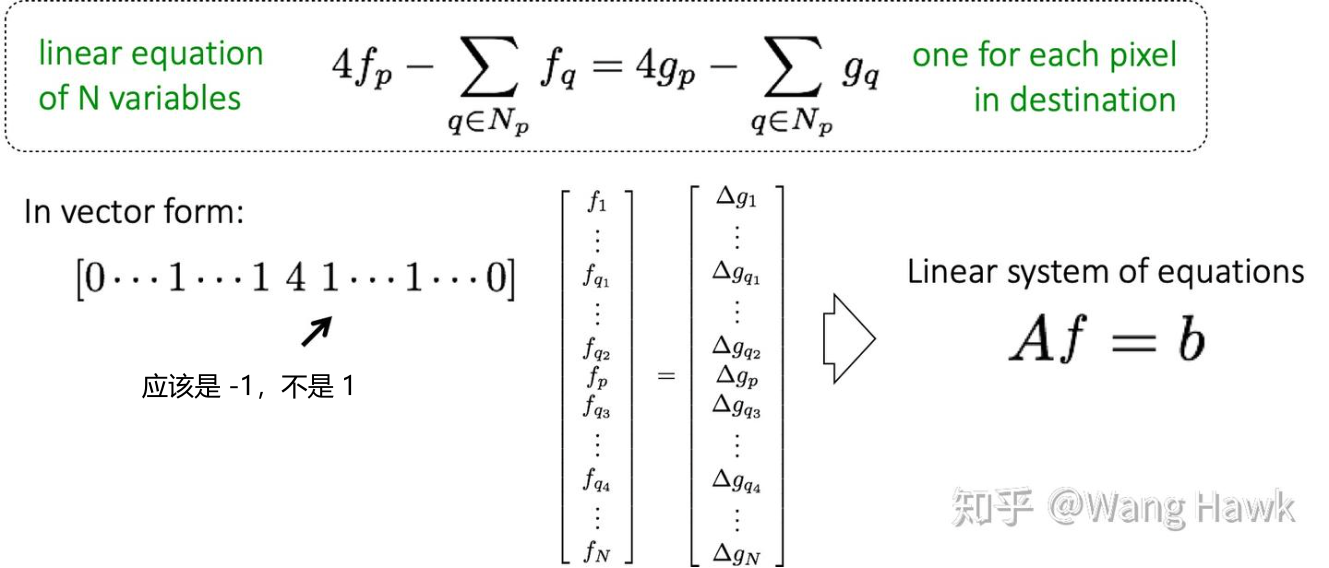 linear equation
of N variables
4f_p − ∑_{q∈N_p} f_q = 4g_p − ∑_{q∈N_p} g_q
one for each pixel
in destination
In vector form:
[0 ⋯ 1 ⋯ 1 4 1 ⋯ 1 ⋯ 0]
应该是 -1，不是 1
f_1
⋮
f_{q_1}
⋮
f_{q_2}
f_p
f_{q_3}
⋮
f_{q_4}
⋮
f_N
=
Δg_1
⋮
Δg_{q_1}
⋮
Δg_{q_2}
Δg_p
Δg_{q_3}
⋮
Δg_{q_4}
⋮
Δg_N
Linear system of equations
Af = b
知乎 @Wang Hawk